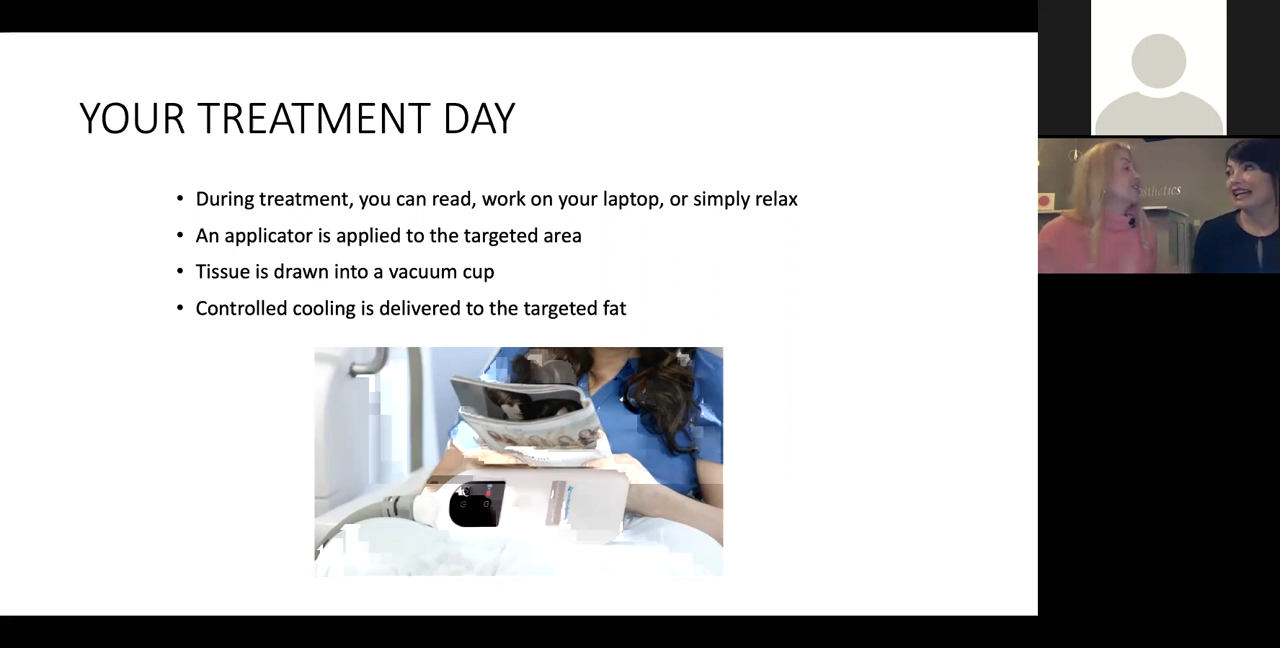 YOUR TREATMENT DAY
• During treatment, you can read, work on your laptop, or simply relax
• An applicator is applied to the targeted area
• Tissue is drawn into a vacuum cup
• Controlled cooling is delivered to the targeted fat